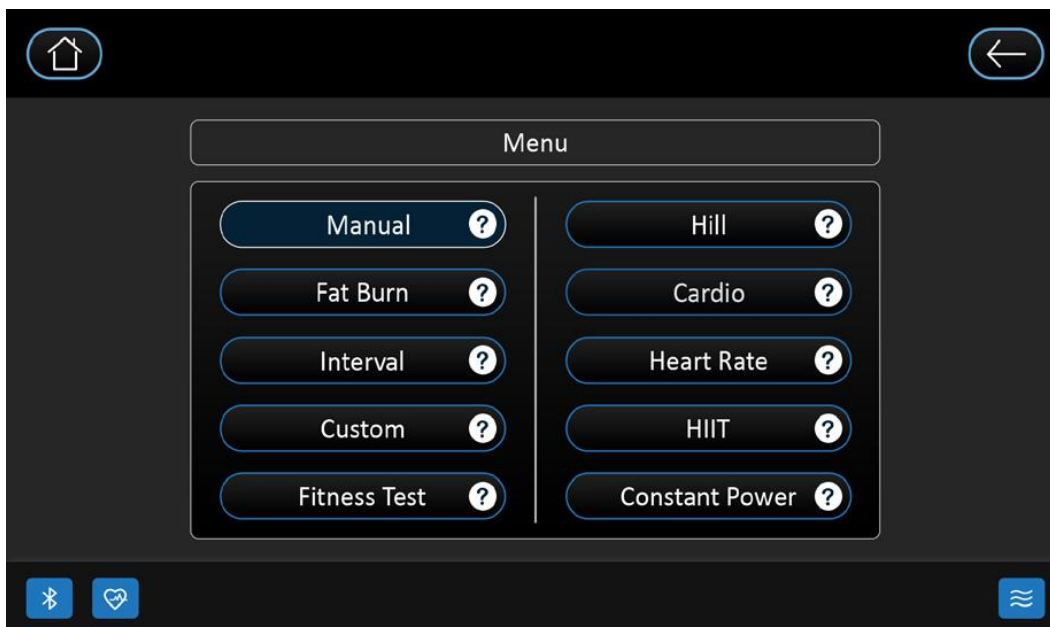 Menu
Manual ?
Fat Burn ?
Interval ?
Custom ?
Fitness Test ?
Hill ?
Cardio ?
Heart Rate ?
HIIT ?
Constant Power ?